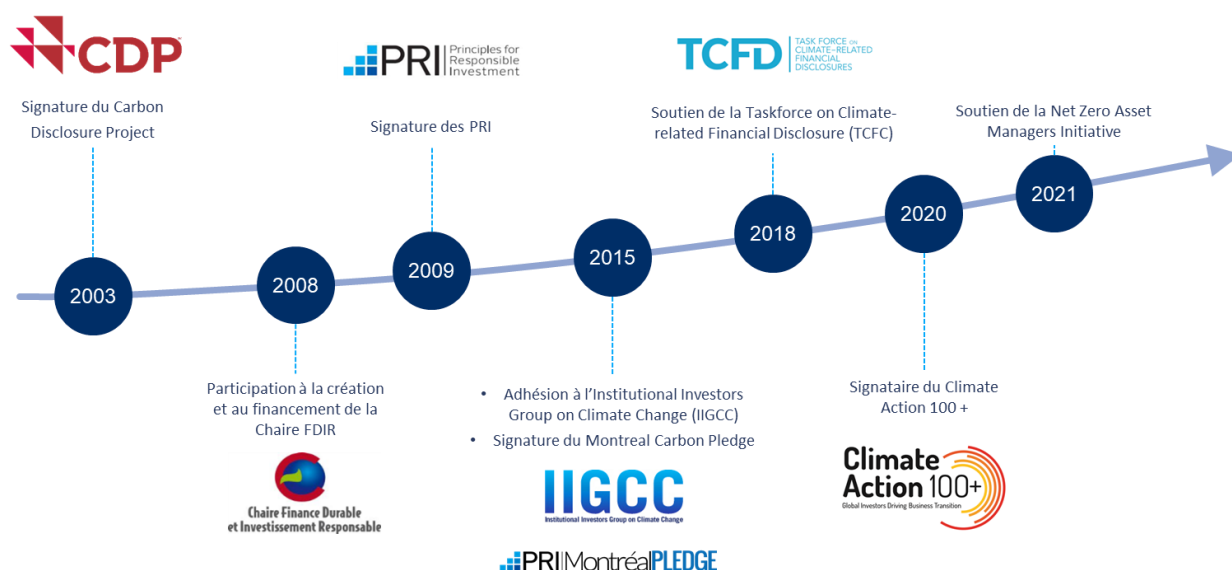 CDP
PRI
Principles for
Responsible
Investment
TCFD
TASK FORCE ON
CLIMATE-RELATED
FINANCIAL
DISCLOSURES
Signature du Carbon
Disclosure Project
Signature des PRI
Soutien de la Taskforce on Climate-
related Financial Disclosure (TCFC)
Soutien de la Net Zero Asset
Managers Initiative
2003
2008
2009
2015
2018
2020
2021
Participation à la création
et au financement de la
Chaire FDIR
• Adhésion à l’Institutional Investors
Group on Climate Change (IIGCC)
• Signature du Montreal Carbon Pledge
Signataire du Climate
Action 100 +
Chaire Finance Durable
et Investissement Responsable
IIGCC
Institutional Investors Group on Climate Change
Climate
Action 100+
Global Investors Driving Business Transition
PRI|MontréalPLEDGE